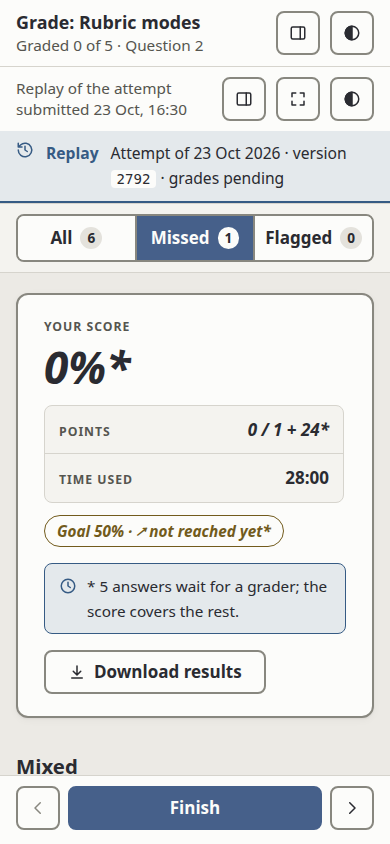 Grade: Rubric modes
Graded 0 of 5 · Question 2
Replay of the attempt
submitted 23 Oct, 16:30
Replay Attempt of 23 Oct 2026 · version
2792 · grades pending
All 6 Missed 1 Flagged 0
YOUR SCORE
0%*
POINTS 0 / 1 + 24*
TIME USED 28:00
Goal 50% · ↗ not reached yet*
* 5 answers wait for a grader; the
score covers the rest.
Download results
Mixed
Finish